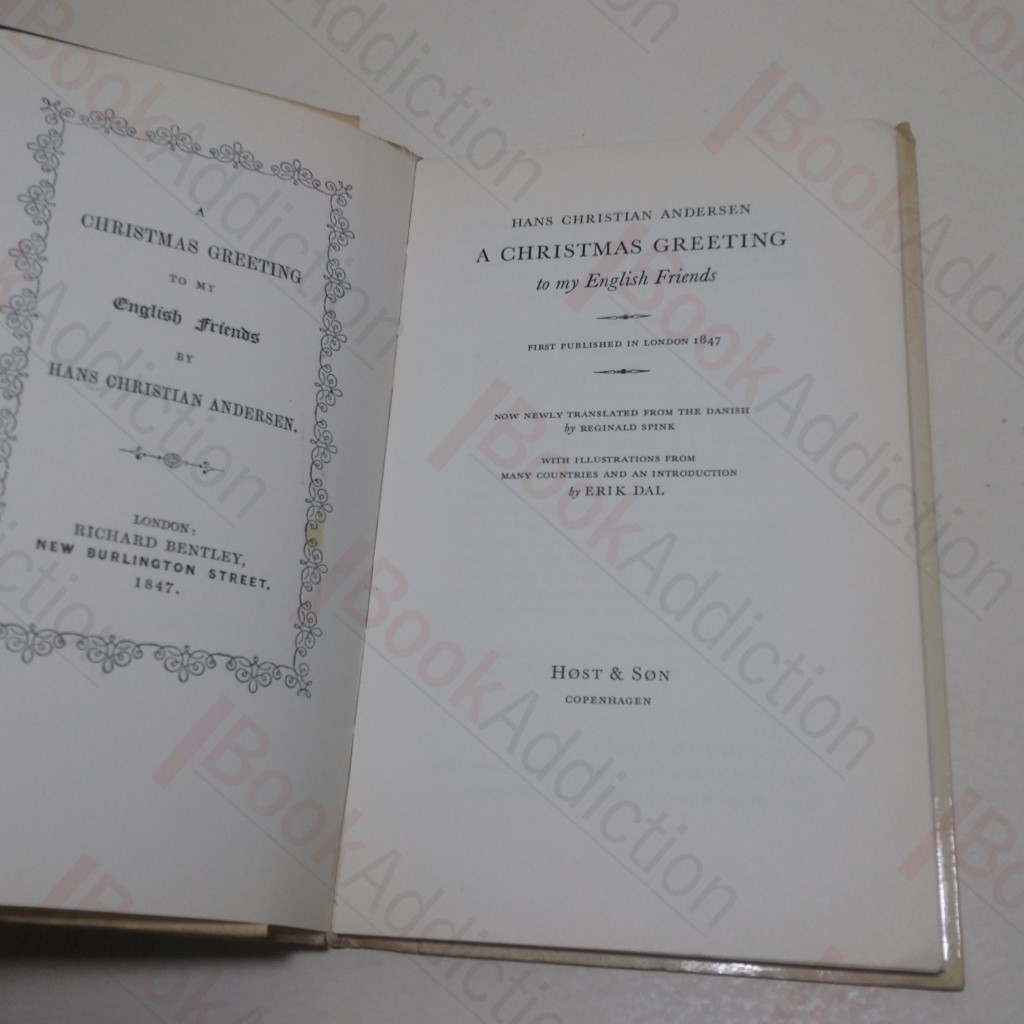 A
CHRISTMAS GREETING
TO MY
English Friends
BY
HANS CHRISTIAN ANDERSEN.
LONDON:
RICHARD BENTLEY,
NEW BURLINGTON STREET.
1847.
HANS CHRISTIAN ANDERSEN
A CHRISTMAS GREETING
to my English Friends
FIRST PUBLISHED IN LONDON 1847
NOW NEWLY TRANSLATED FROM THE DANISH
by REGINALD SPINK
WITH ILLUSTRATIONS FROM
MANY COUNTRIES AND AN INTRODUCTION
by ERIK DAL
HØST & SØN
COPENHAGEN
BookAddiction